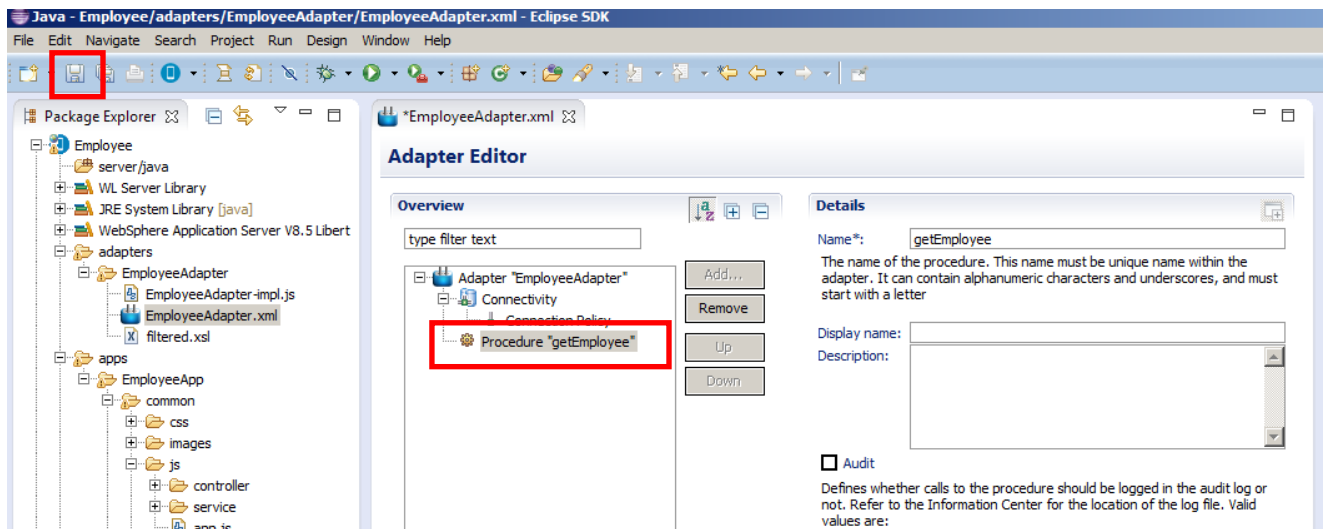 Java - Employee/adapters/EmployeeAdapter/EmployeeAdapter.xml - Eclipse SDK
File Edit Navigate Search Project Run Design Window Help
Package Explorer
Employee
server/java
WL Server Library
JRE System Library [java]
WebSphere Application Server V8.5 Libert
adapters
EmployeeAdapter
EmployeeAdapter-impl.js
EmployeeAdapter.xml
filtered.xsl
apps
EmployeeApp
common
css
images
js
controller
service
app.js
*EmployeeAdapter.xml
Adapter Editor
Overview
type filter text
Adapter "EmployeeAdapter"
Connectivity
Connection Policy
Procedure "getEmployee"
Add...
Remove
Up
Down
Details
Name*: getEmployee
The name of the procedure. This name must be unique name within the
adapter. It can contain alphanumeric characters and underscores, and must
start with a letter
Display name:
Description:
Audit
Defines whether calls to the procedure should be logged in the audit log or
not. Refer to the Information Center for the location of the log file. Valid
values are: